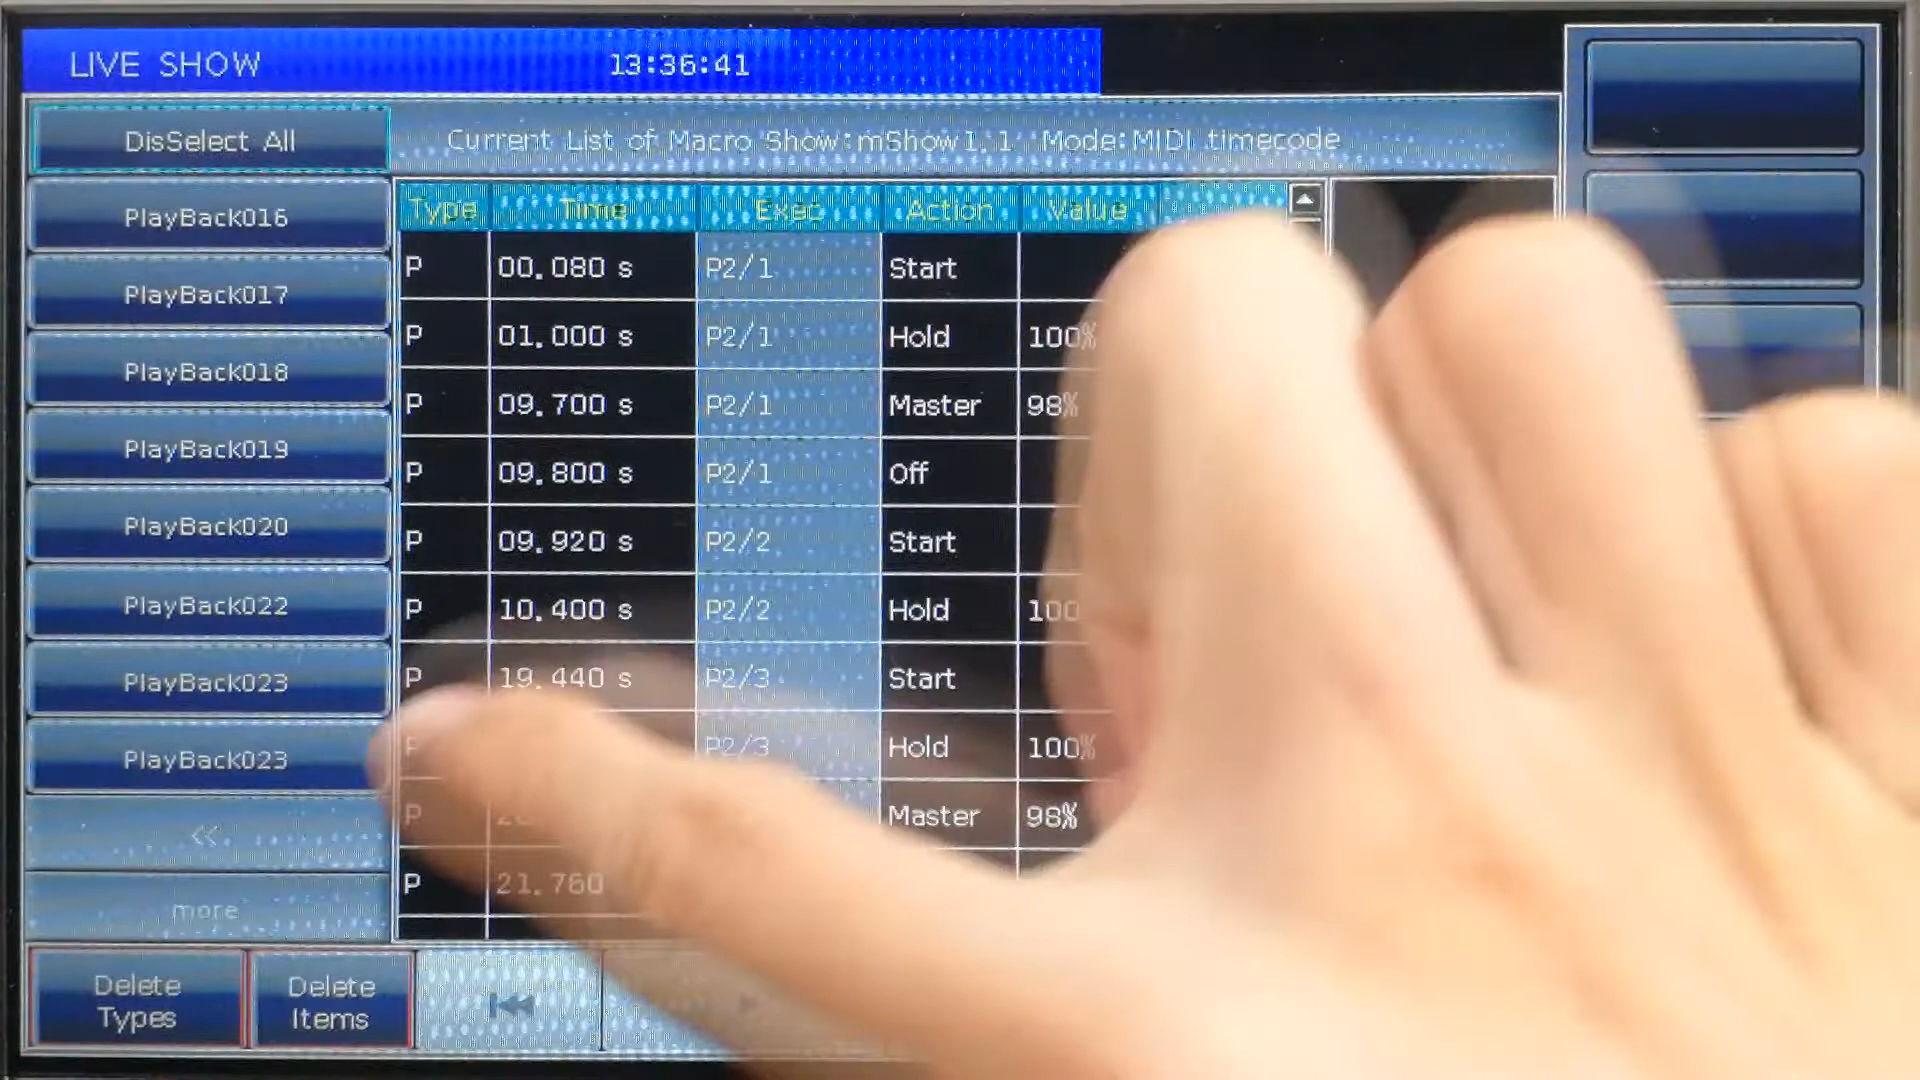 LIVE SHOW 13:36:41
DisSelect All
Current List of Macro Show:mShow1.1 Mode:MIDI timecode
PlayBack016
PlayBack017
PlayBack018
PlayBack019
PlayBack020
PlayBack022
PlayBack023
PlayBack023
<<
more
Type Time Exec Action Value
P 00.080 s P2/1 Start
P 01.000 s P2/1 Hold 100%
P 09.700 s P2/1 Master 98%
P 09.800 s P2/1 Off
P 09.920 s P2/2 Start
P 10.400 s P2/2 Hold 100
P 19.440 s P2/3 Start
P P2/3 Hold 100%
P Master 98%
P 21.760
Delete Types
Delete Items